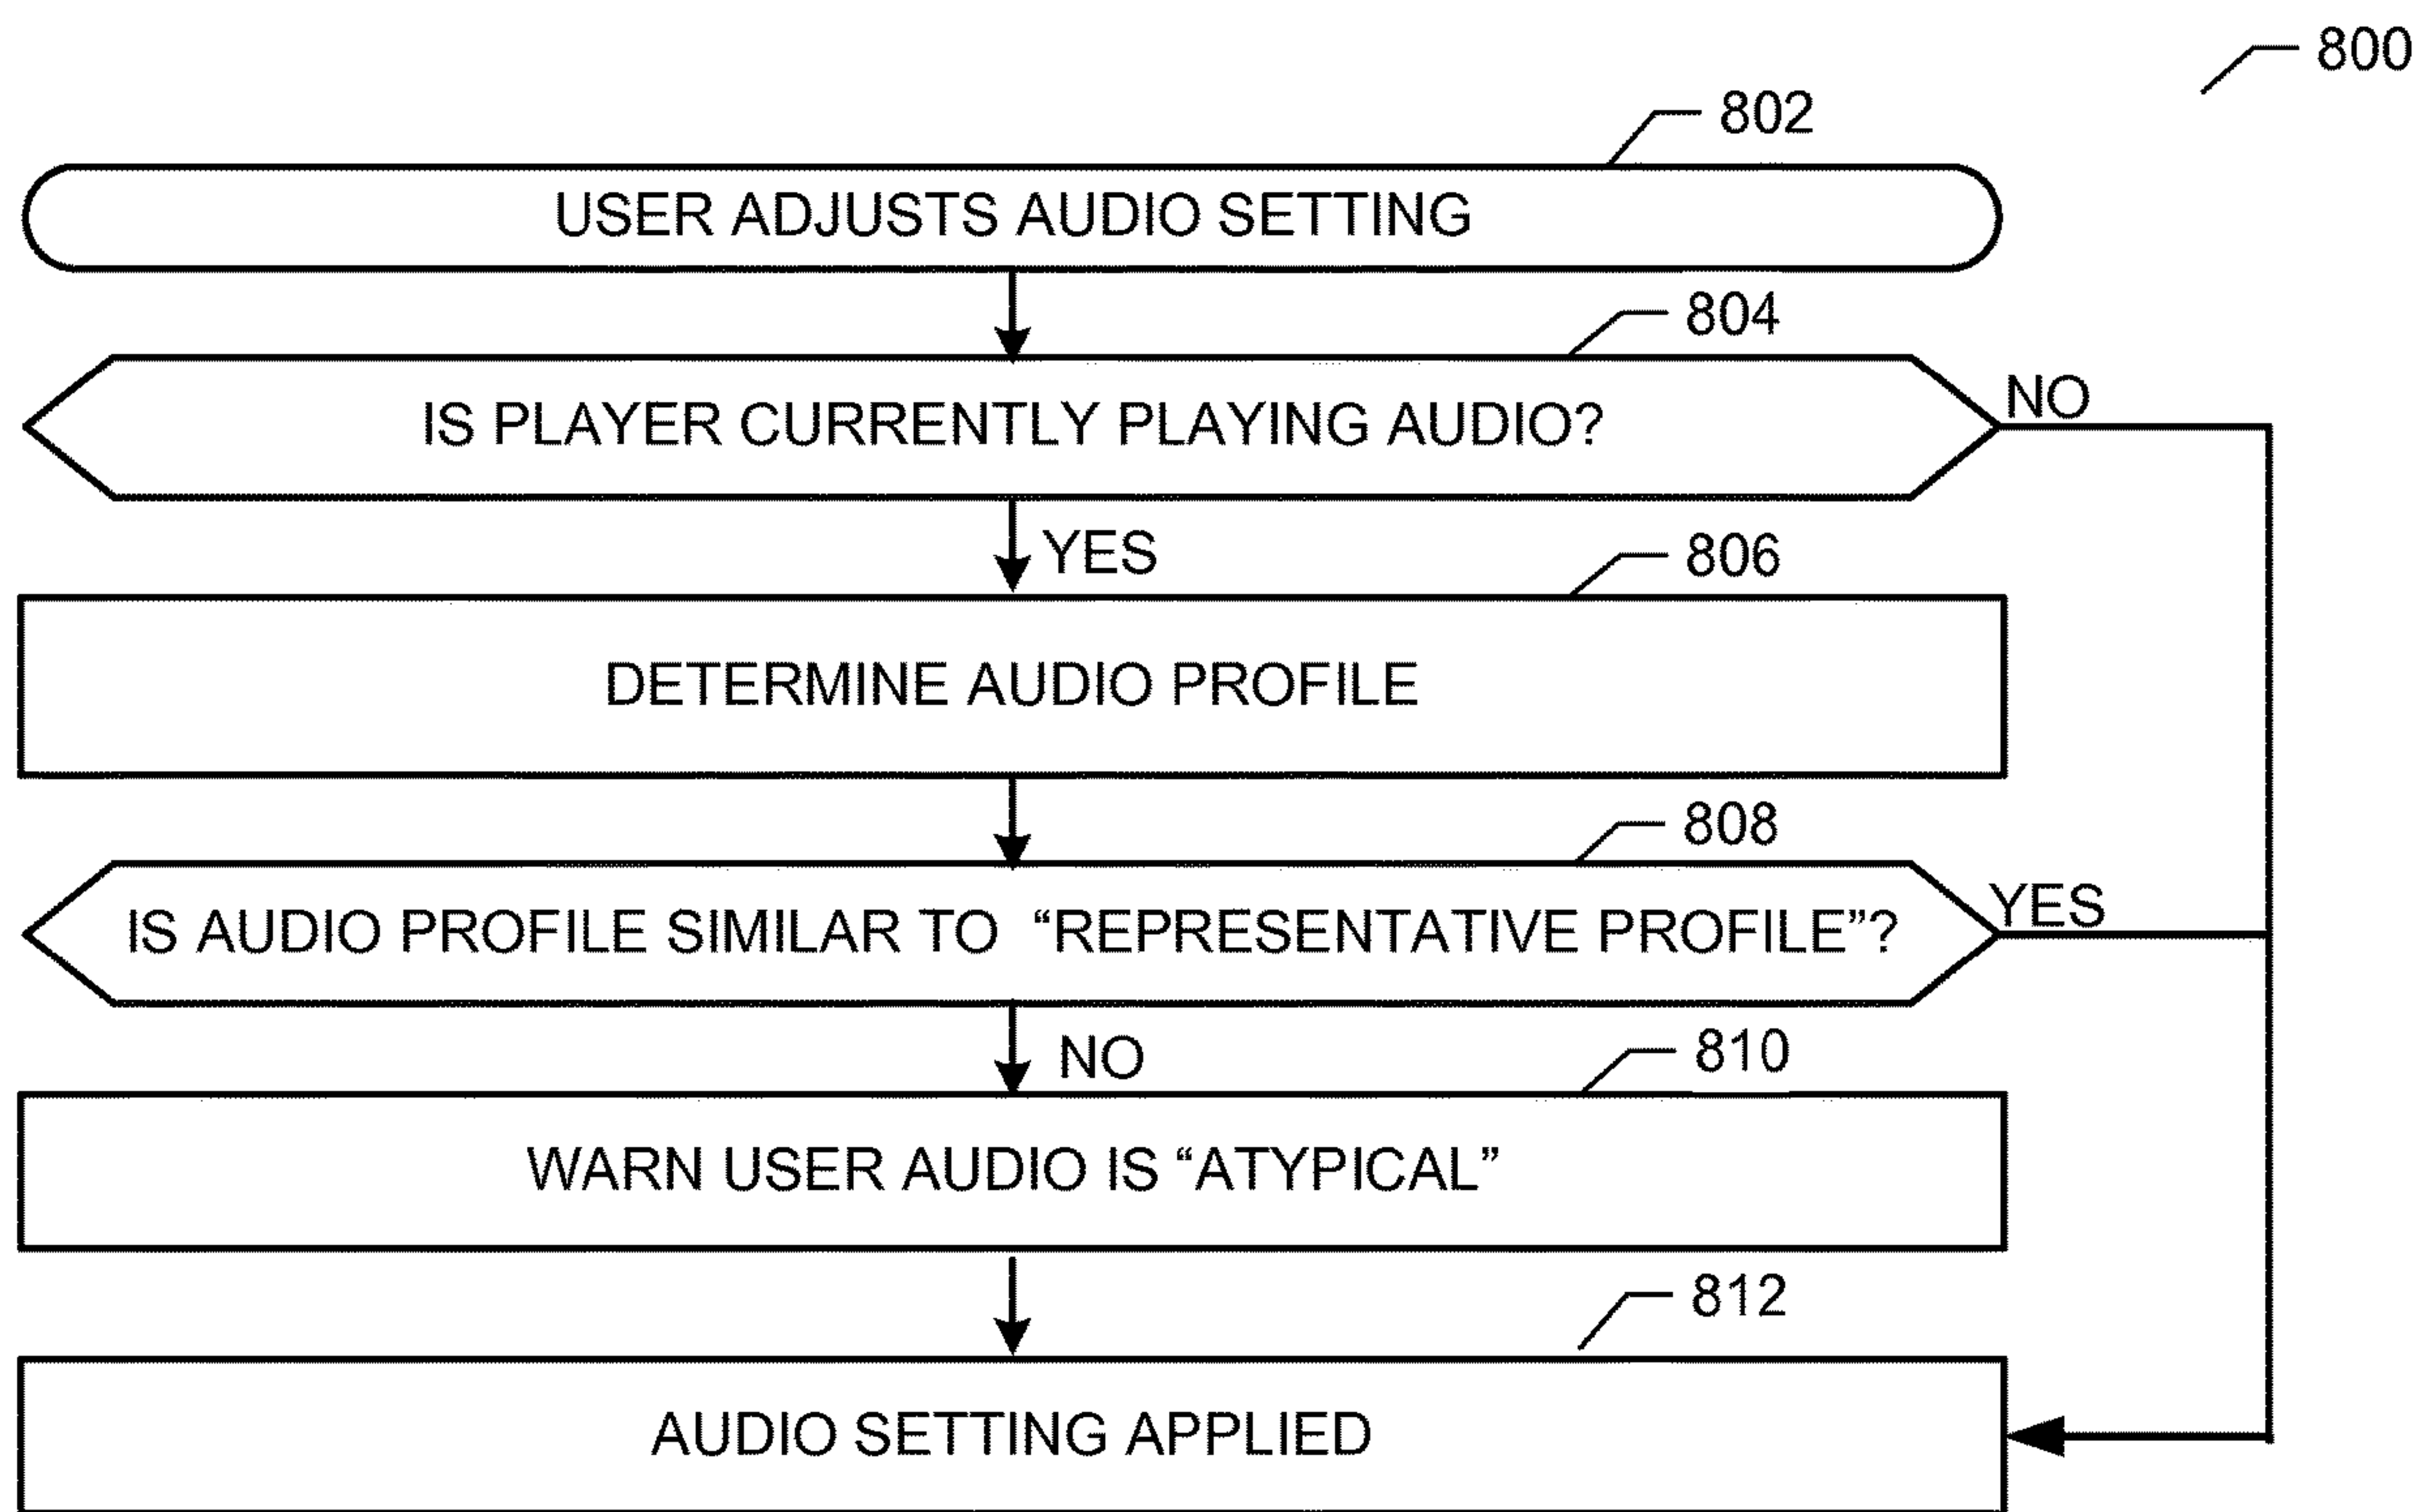 800
802
USER ADJUSTS AUDIO SETTING
804
IS PLAYER CURRENTLY PLAYING AUDIO?
NO
YES
806
DETERMINE AUDIO PROFILE
808
IS AUDIO PROFILE SIMILAR TO “REPRESENTATIVE PROFILE”?
YES
NO
810
WARN USER AUDIO IS “ATYPICAL”
812
AUDIO SETTING APPLIED